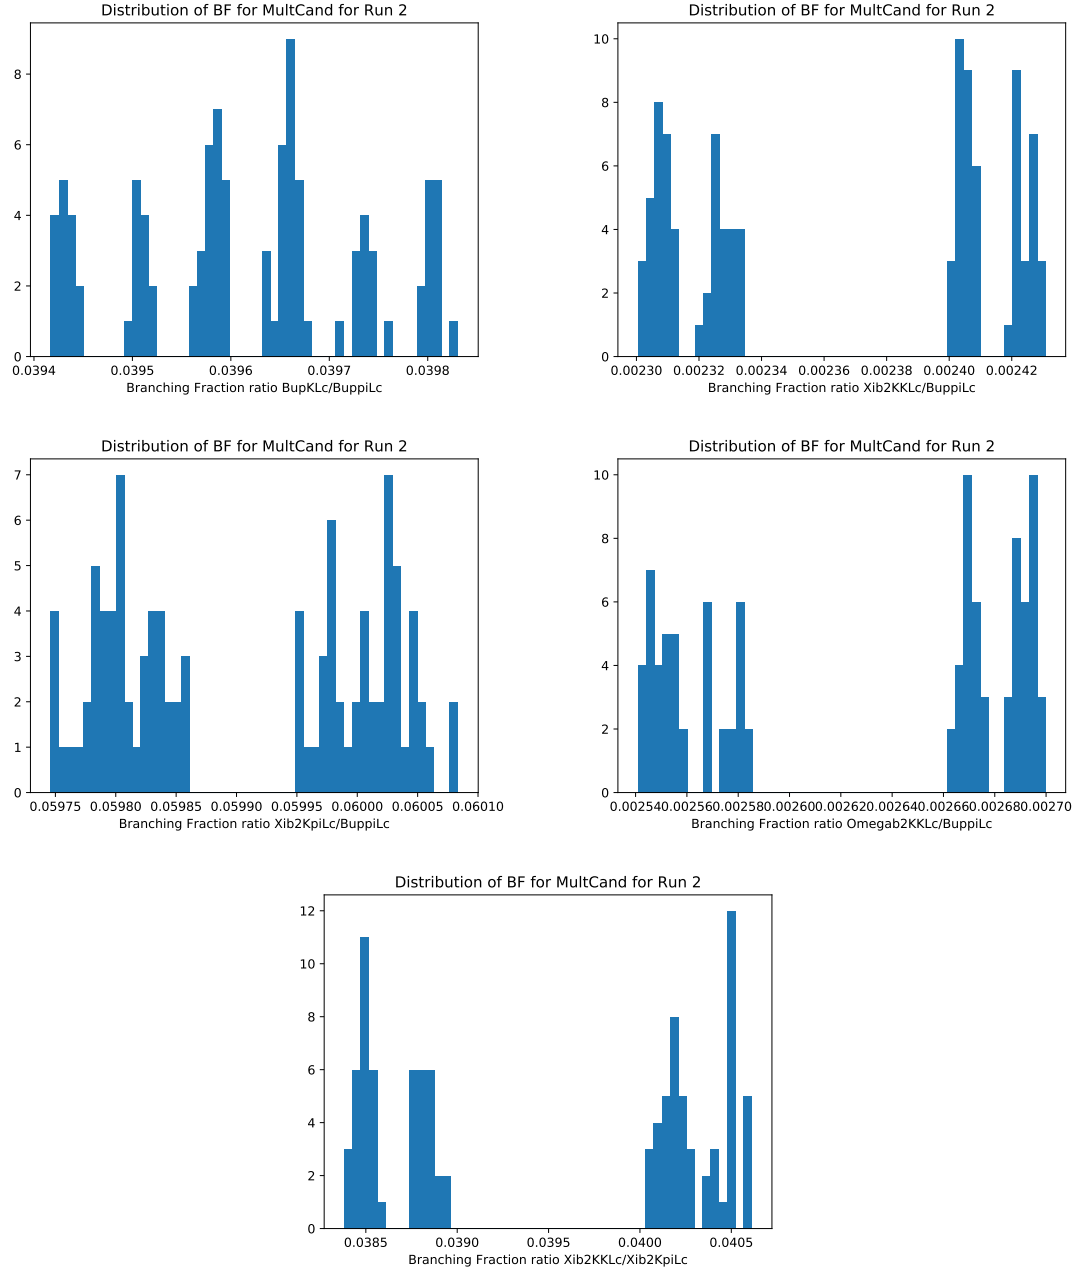 Distribution of BF for MultCand for Run 2
8
6
4
2
0
0.0394 0.0395 0.0396 0.0397 0.0398
Branching Fraction ratio BupKLc/BuppiLc
Distribution of BF for MultCand for Run 2
10
8
6
4
2
0
0.00230 0.00232 0.00234 0.00236 0.00238 0.00240 0.00242
Branching Fraction ratio Xib2KKLc/BuppiLc
Distribution of BF for MultCand for Run 2
7
6
5
4
3
2
1
0
0.05975 0.05980 0.05985 0.05990 0.05995 0.06000 0.06005 0.06010
Branching Fraction ratio Xib2KpiLc/BuppiLc
Distribution of BF for MultCand for Run 2
10
8
6
4
2
0
0.002540 0.002560 0.002580 0.002600 0.002620 0.002640 0.002660 0.002680 0.00270
Branching Fraction ratio Omegab2KKLc/BuppiLc
Distribution of BF for MultCand for Run 2
12
10
8
6
4
2
0
0.0385 0.0390 0.0395 0.0400 0.0405
Branching Fraction ratio Xib2KKLc/Xib2KpiLc